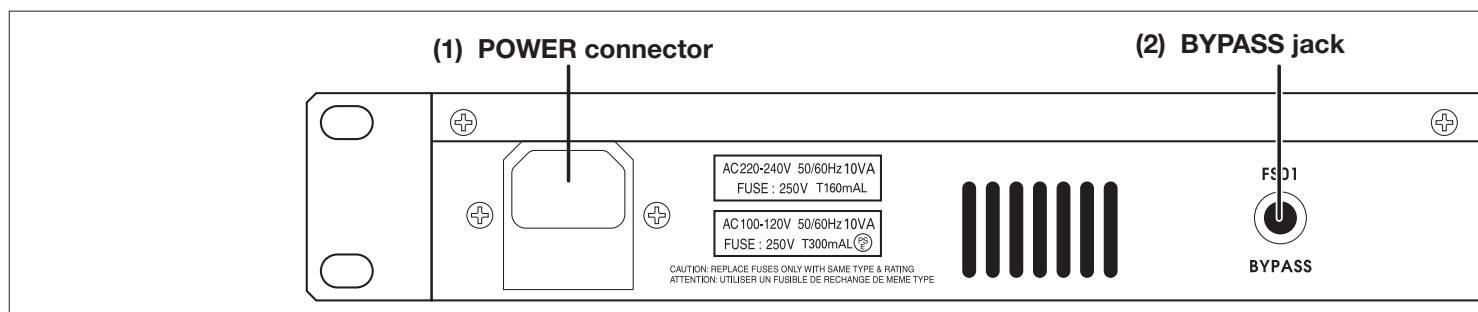 (1) POWER connector
(2) BYPASS jack
AC220-240V 50/60Hz 10VA
FUSE : 250V T160mAL
AC100-120V 50/60Hz 10VA
FUSE : 250V T300mAL PSE
CAUTION: REPLACE FUSES ONLY WITH SAME TYPE & RATING
ATTENTION: UTILISER UN FUSIBLE DE RECHANGE DE MEME TYPE
FS01
BYPASS